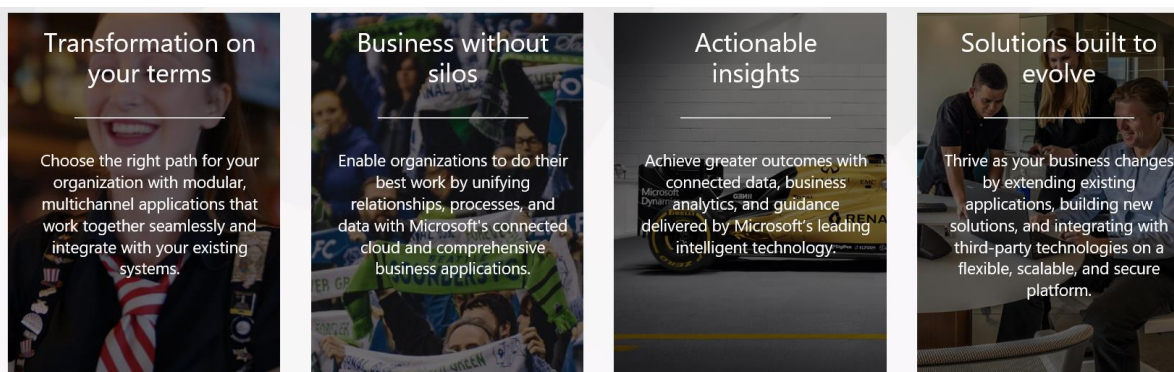 Transformation on
your terms
Choose the right path for your
organization with modular,
multichannel applications that
work together seamlessly and
integrate with your existing
systems.
Business without
silos
Enable organizations to do their
best work by unifying
relationships, processes, and
data with Microsoft's connected
cloud and comprehensive
business applications.
Actionable
insights
Achieve greater outcomes with
connected data, business
analytics, and guidance
delivered by Microsoft's leading
intelligent technology.
Microsoft
RENA
Solutions built to
evolve
Thrive as your business changes
by extending existing
applications, building new
solutions, and integrating with
third-party technologies on a
flexible, scalable, and secure
platform.